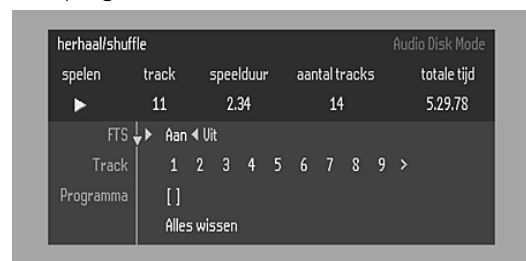 herhaal/shuffle Audio Disk Mode
spelen track speelduur aantal tracks totale tijd
11 2.34 14 5.29.78
FTS Aan Uit
Track 1 2 3 4 5 6 7 8 9 >
Programma [ ]
Alles wissen